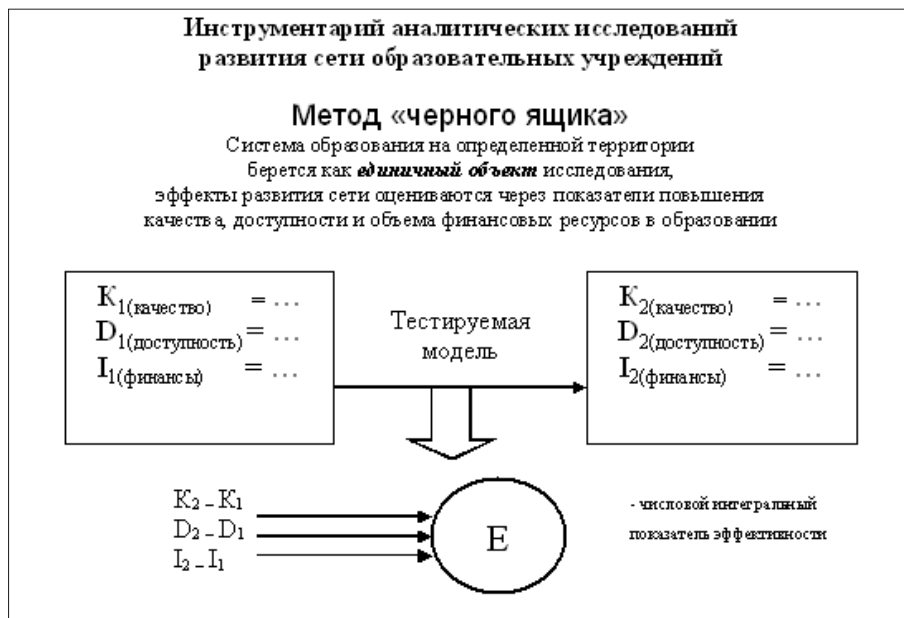 Инструментарий аналитических исследований
развития сети образовательных учреждений
Метод «черного ящика»
Система образования на определенной территории
берется как единичный объект исследования,
эффекты развития сети оцениваются через показатели повышения
качества, доступности и объема финансовых ресурсов в образовании
K1(качество) = ...
D1(доступность) = ...
I1(финансы) = ...
Тестируемая
модель
K2(качество) = ...
D2(доступность) = ...
I2(финансы) = ...
K2 – K1
D2 – D1
I2 – I1
E
- числовой интегральный
показатель эффективности